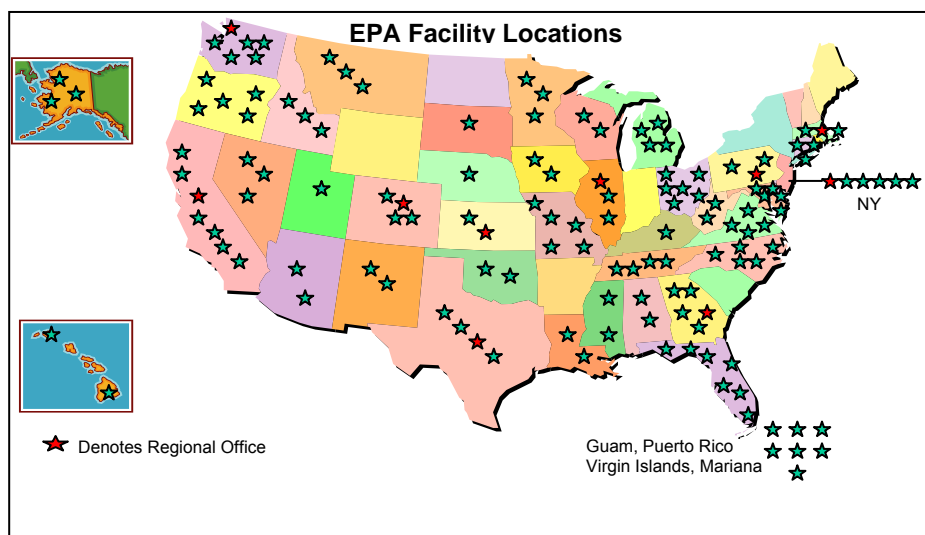 EPA Facility Locations
NY
Denotes Regional Office
Guam, Puerto Rico
Virgin Islands, Mariana